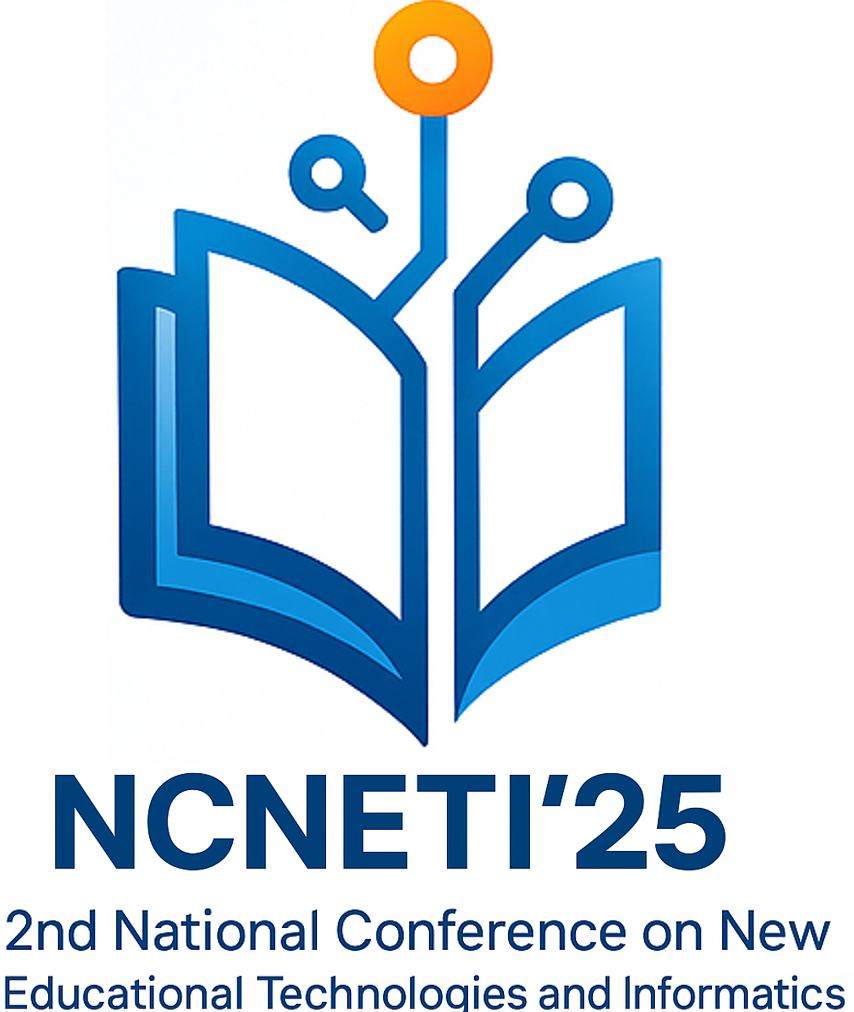 NCNETI'25
2nd National Conference on New
Educational Technologies and Informatics